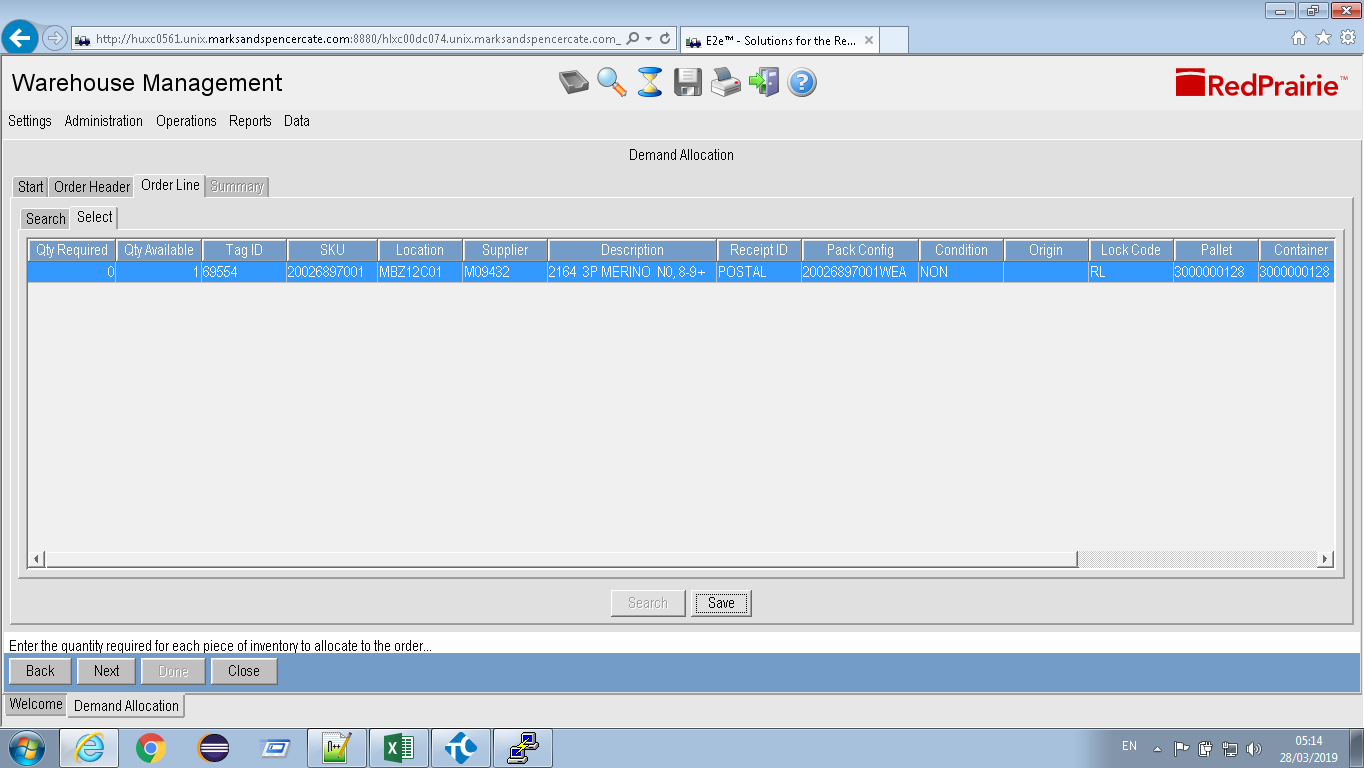 http://huxc0561.unix.marksandspencercate.com:8880/hlxc00dc074.unix.marksandspencercate.com_
E2e™ - Solutions for the Re...
Warehouse Management
RedPrairie™
Settings Administration Operations Reports Data
Demand Allocation
Start Order Header Order Line Summary
Search Select
Qty Required Qty Available Tag ID SKU Location Supplier Description Receipt ID Pack Config Condition Origin Lock Code Pallet Container
0 1 69554 20026897001 MBZ12C01 M09432 2164 3P MERINO N0, 8-9+ POSTAL 20026897001WEA NON RL 3000000128 3000000128
Search Save
Enter the quantity required for each piece of inventory to allocate to the order...
Back Next Done Close
Welcome Demand Allocation
EN
05:14
28/03/2019